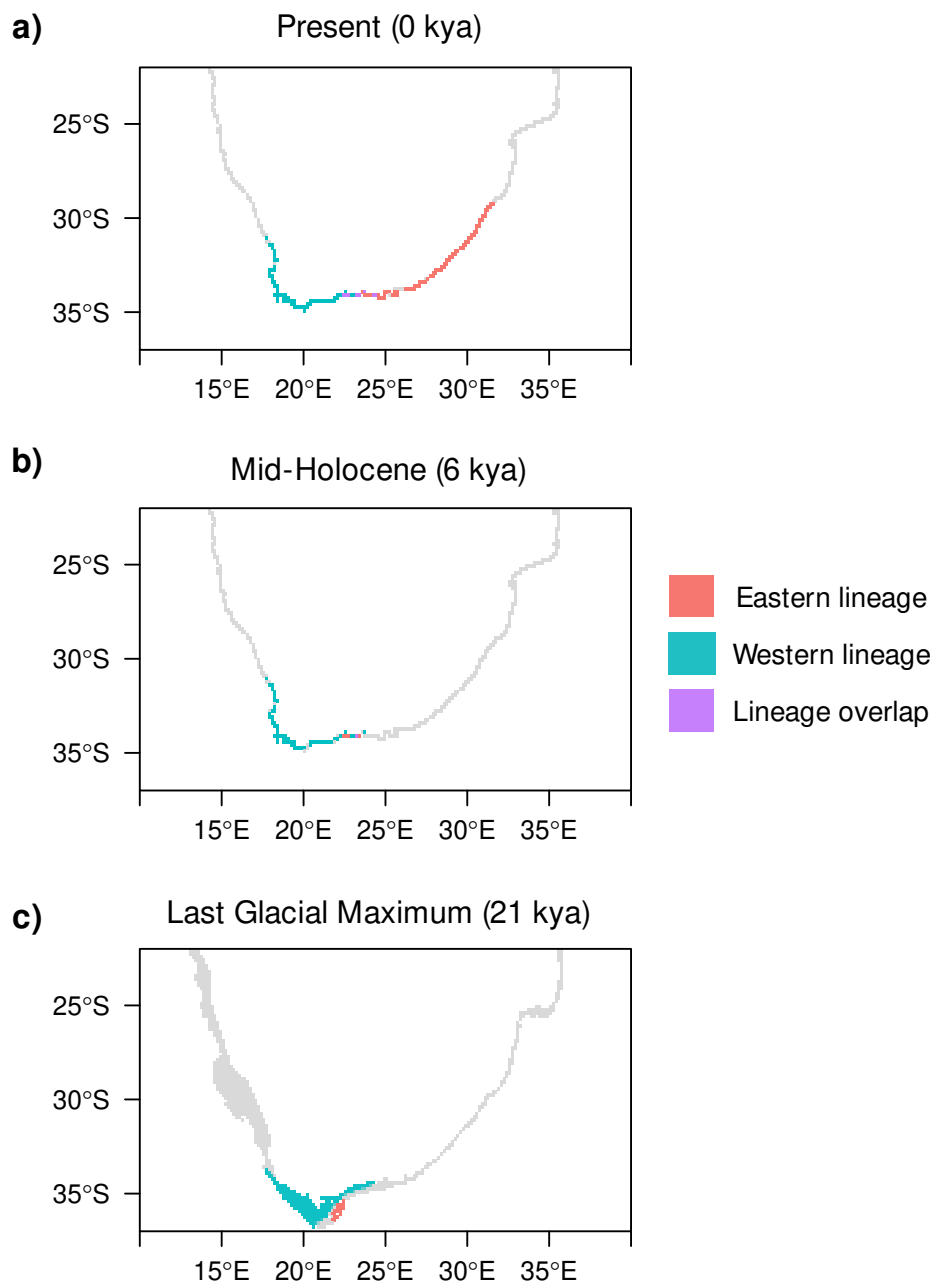 a)
Present (0 kya)
25°S
30°S
35°S
15°E 20°E 25°E 30°E 35°E
b)
Mid-Holocene (6 kya)
25°S
30°S
35°S
15°E 20°E 25°E 30°E 35°E
Eastern lineage
Western lineage
Lineage overlap
c)
Last Glacial Maximum (21 kya)
25°S
30°S
35°S
15°E 20°E 25°E 30°E 35°E